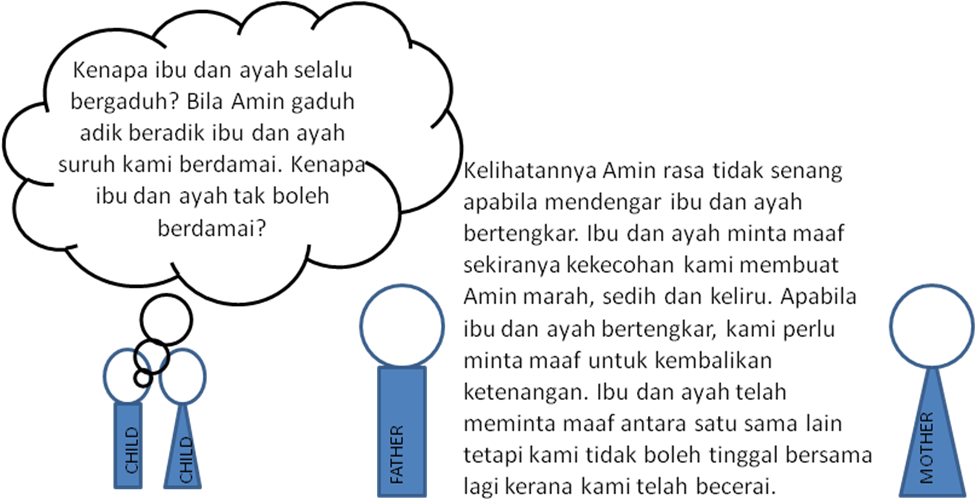 Kenapa ibu dan ayah selalu
bergaduh? Bila Amin gaduh
adik beradik ibu dan ayah
suruh kami berdamai. Kenapa
ibu dan ayah tak boleh
berdamai?
Kelihatannya Amin rasa tidak senang
apabila mendengar ibu dan ayah
bertengkar. Ibu dan ayah minta maaf
sekiranya kekecohan kami membuat
Amin marah, sedih dan keliru. Apabila
ibu dan ayah bertengkar, kami perlu
minta maaf untuk kembalikan
ketenangan. Ibu dan ayah telah
meminta maaf antara satu sama lain
tetapi kami tidak boleh tinggal bersama
lagi kerana kami telah becerai.
CHILD
CHILD
FATHER
MOTHER